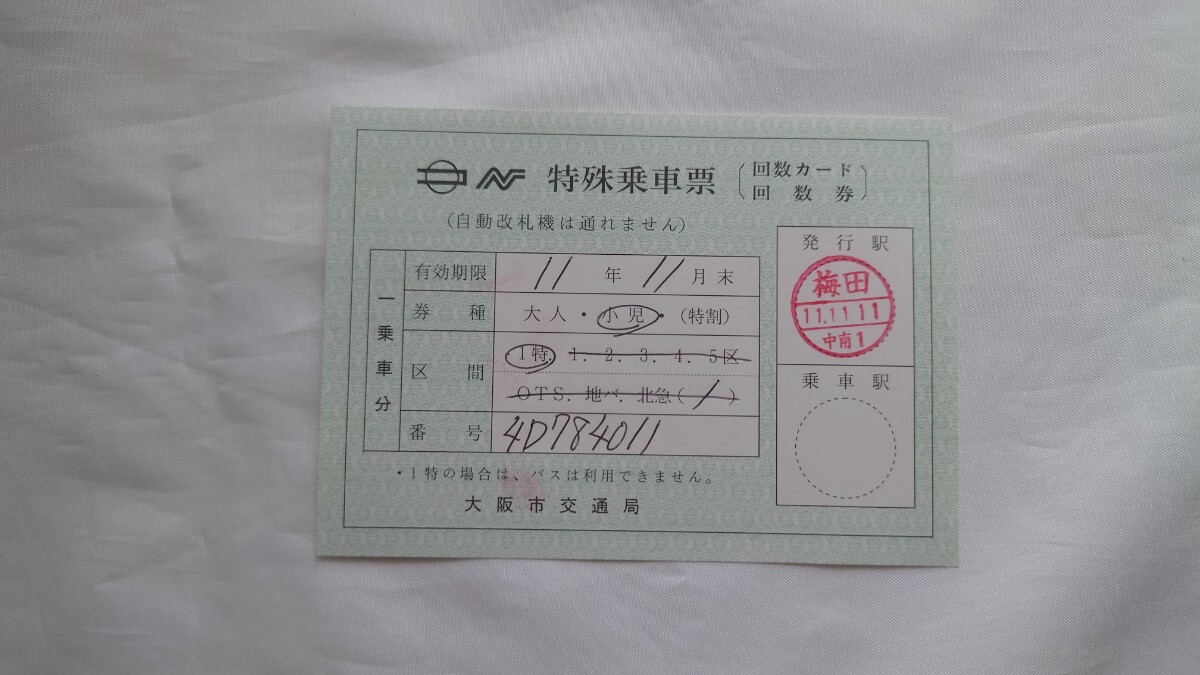 特殊乗車票
(回数カード
回数券)
(自動改札機は通れません)
一乗車分
有効期限 11 年 11 月末
券種 大人・小児・(特割)
区間 1特. 1. 2. 3. 4. 5区
OTS. 地バ. 北急( / )
番号 4D784011
・1特の場合は、バスは利用できません。
大阪市交通局
発行駅
梅田
11.11.11
中南1
乗車駅